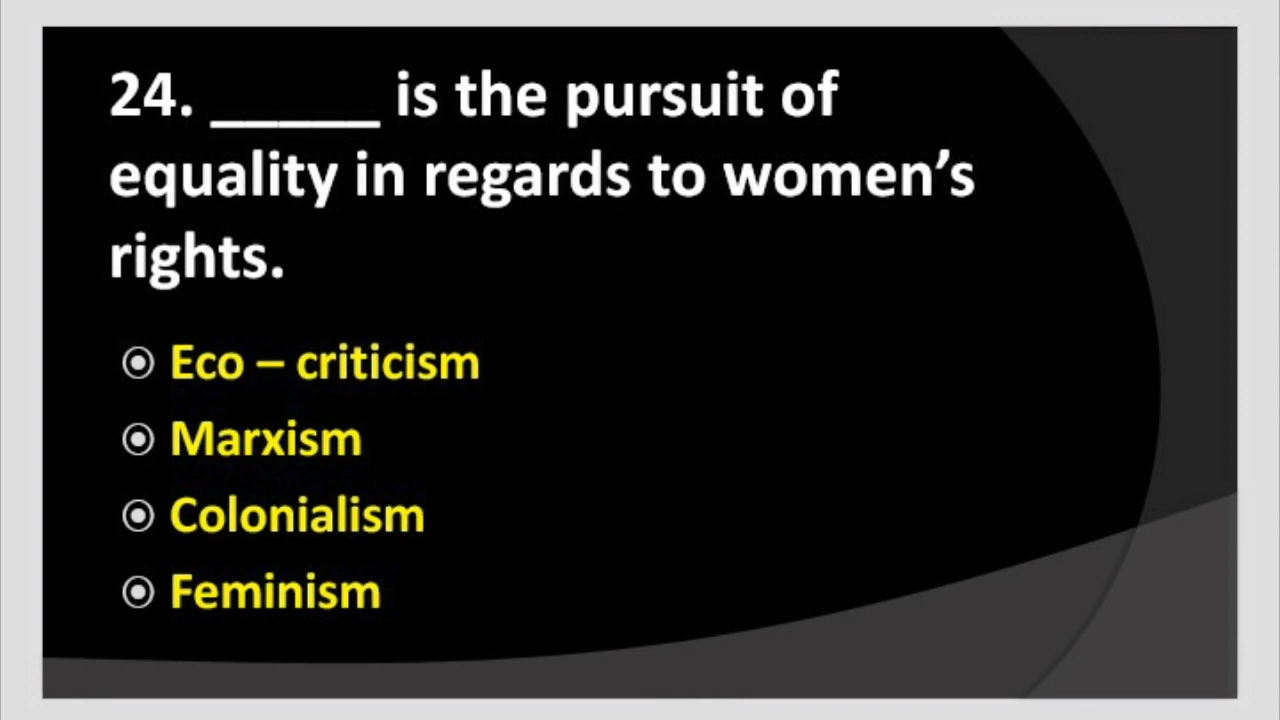 24. _____ is the pursuit of
equality in regards to women’s
rights.
Eco – criticism
Marxism
Colonialism
Feminism